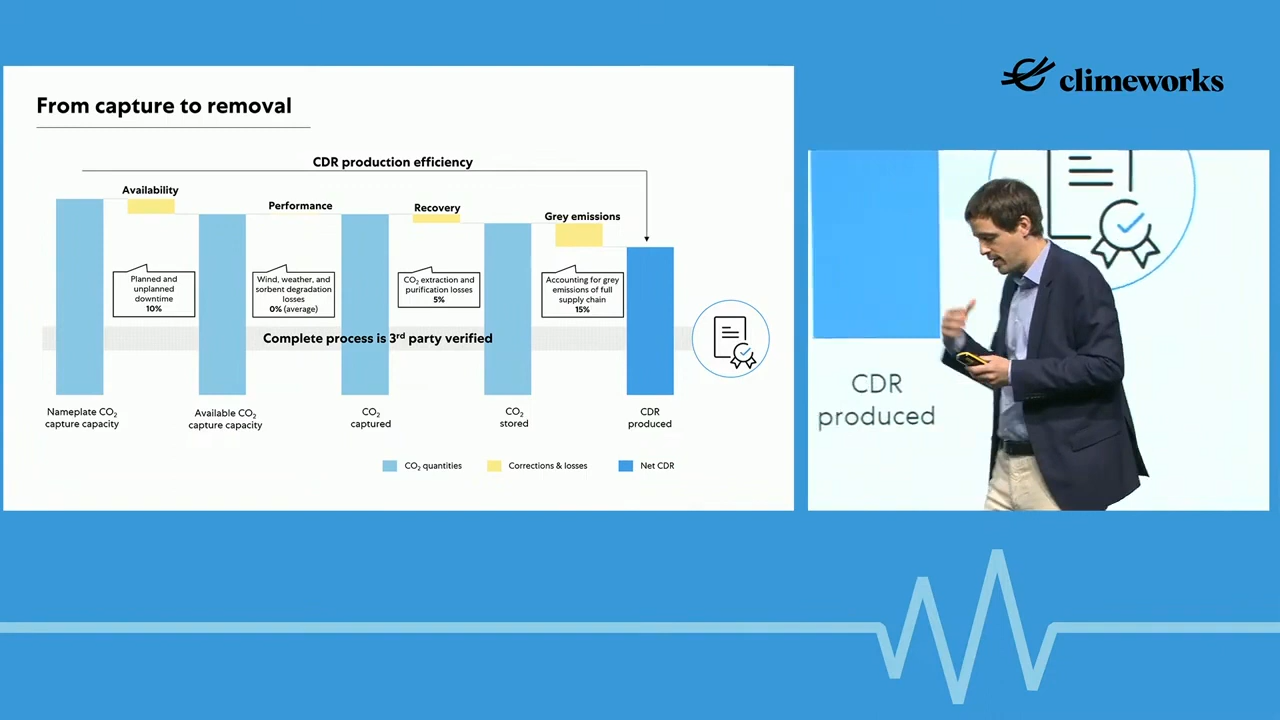 climeworks
From capture to removal
CDR production efficiency
Availability
Performance
Recovery
Grey emissions
Planned and
unplanned
downtime
10%
Wind, weather, and
sorbent degradation
losses
0% (average)
CO₂ extraction and
purification losses
5%
Accounting for grey
emissions of full
supply chain
15%
Complete process is 3rd party verified
Nameplate CO₂
capture capacity
Available CO₂
capture capacity
CO₂
captured
CO₂
stored
CDR
produced
CO₂ quantities
Corrections & losses
Net CDR
CDR
produced